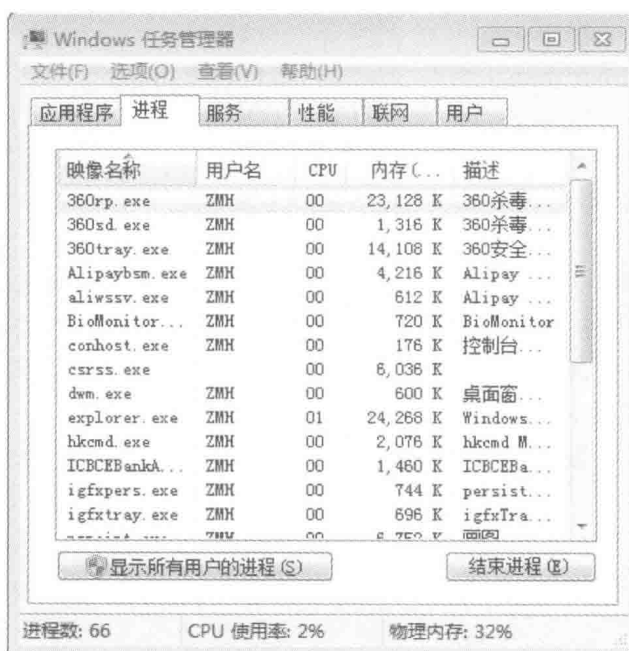 Windows 任务管理器
文件(F) 选项(O) 查看(V) 帮助(H)
应用程序 进程 服务 性能 联网 用户
映像名称 用户名 CPU 内存(... 描述
360rp.exe ZMH 00 23,128 K 360杀毒...
360sd.exe ZMH 00 1,316 K 360杀毒...
360tray.exe ZMH 00 14,108 K 360安全...
Alipaybsm.exe ZMH 00 4,216 K Alipay ...
aliwssv.exe ZMH 00 612 K Alipay ...
BioMonitor... ZMH 00 720 K BioMonitor
conhost.exe ZMH 00 176 K 控制台...
csrss.exe 00 6,036 K
dwm.exe ZMH 00 600 K 桌面窗...
explorer.exe ZMH 01 24,268 K Windows...
hkcmd.exe ZMH 00 2,076 K hkcmd M...
ICBCEBankA... ZMH 00 1,460 K ICBCEBa...
igfxpers.exe ZMH 00 744 K persist...
igfxtray.exe ZMH 00 696 K igfxTra...
ZMH 00 6,752 K 画图
显示所有用户的进程(S) 结束进程(E)
进程数: 66 CPU 使用率: 2% 物理内存: 32%